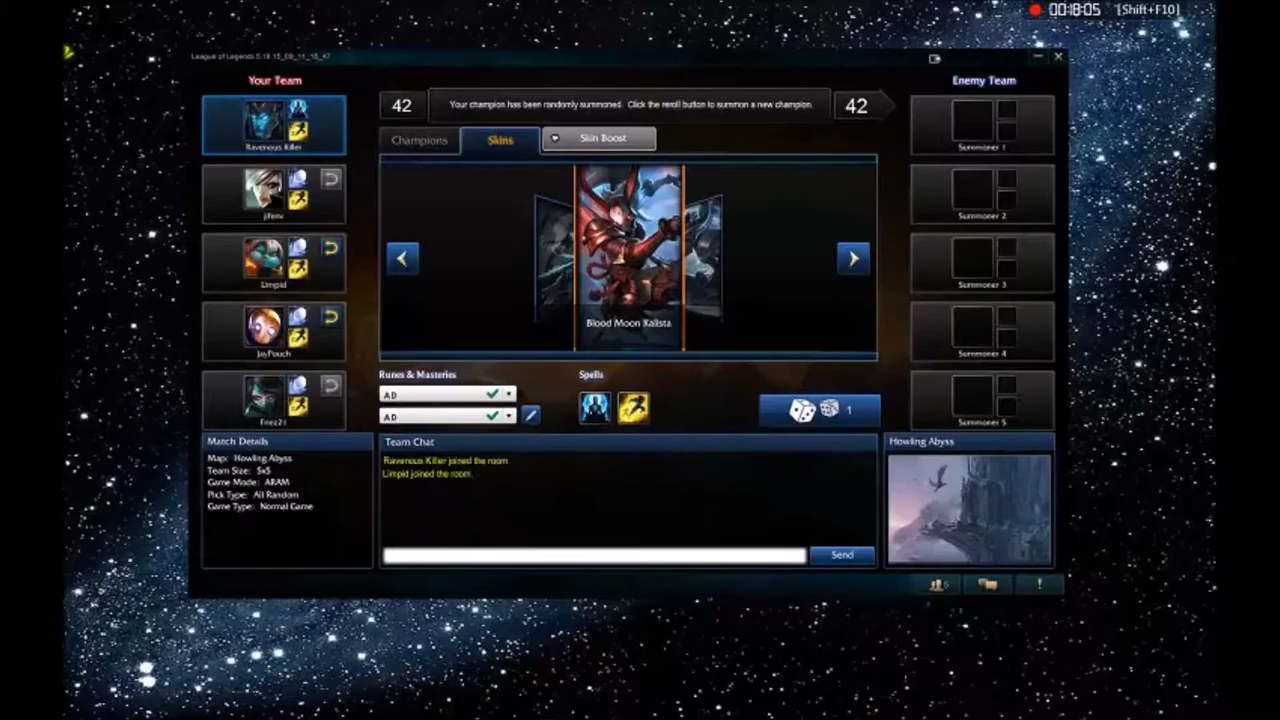 00:18:05 [Shift+F10]
Your Team
Enemy Team
42
Your champion has been randomly summoned. Click the reroll button to summon a new champion.
42
Champions
Skins
Skin Boost
Ravenous Killer
Summoner 1
Summoner 2
Limpid
Summoner 3
Blood Moon Kalista
JayPouch
Summoner 4
Runes & Masteries
Spells
AD
AD
1
Summoner 5
Match Details
Map: Howling Abyss
Team Size: 5x5
Game Mode: ARAM
Pick Type: All Random
Game Type: Normal Game
Team Chat
Ravenous Killer joined the room
Limpid joined the room.
Send
Howling Abyss